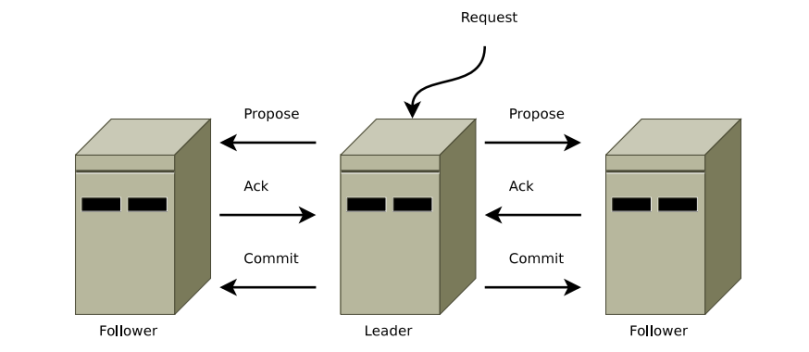 Request
Propose
Propose
Ack
Ack
Commit
Commit
Follower
Leader
Follower